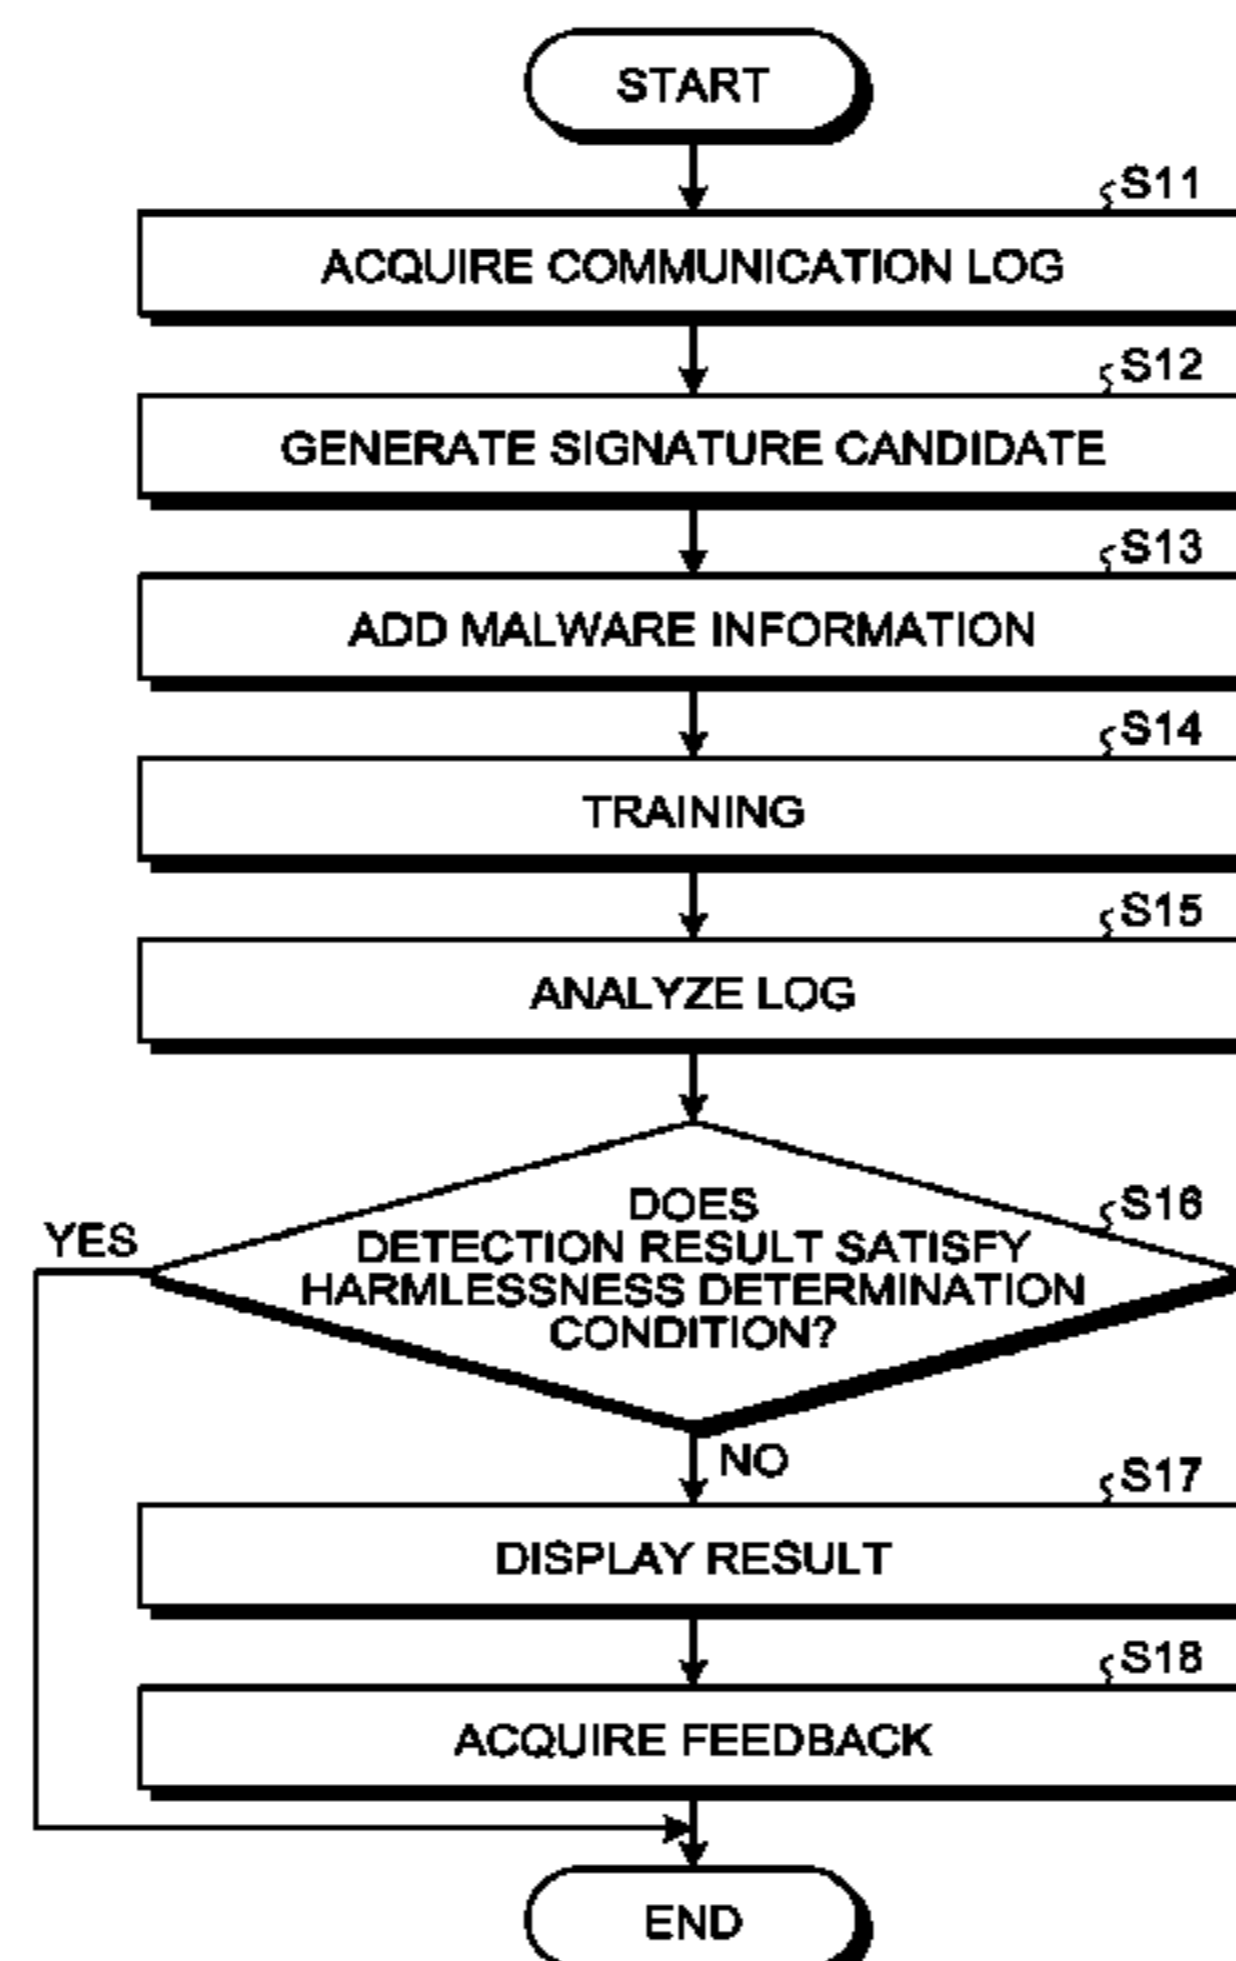 START
S11
ACQUIRE COMMUNICATION LOG
S12
GENERATE SIGNATURE CANDIDATE
S13
ADD MALWARE INFORMATION
S14
TRAINING
S15
ANALYZE LOG
S16
YES
DOES
DETECTION RESULT SATISFY
HARMLESSNESS DETERMINATION
CONDITION?
NO
S17
DISPLAY RESULT
S18
ACQUIRE FEEDBACK
END